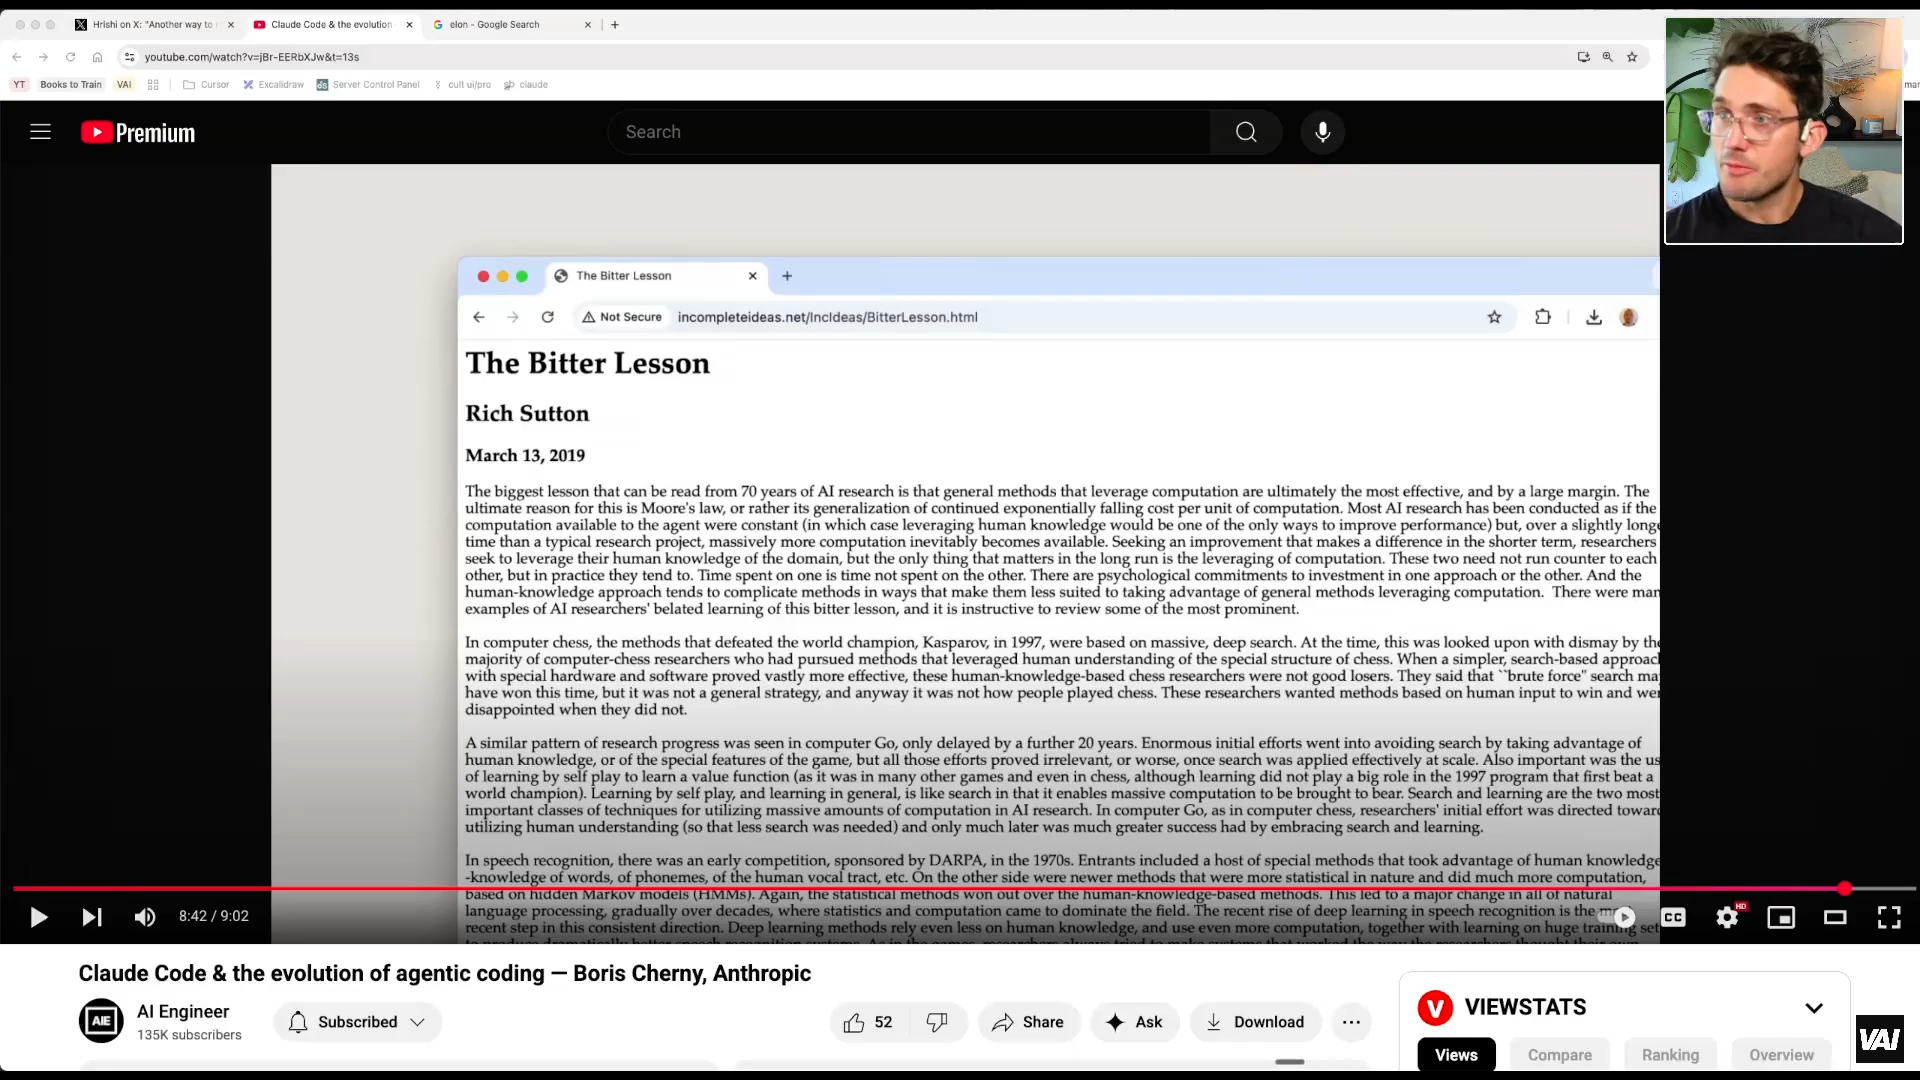 Hrishi on X: "Another way to
Claude Code & the evolution
elon - Google Search
youtube.com/watch?v=jBr-EERbXJw&t=13s
YT
Books to Train
VAI
Cursor
Excalidraw
Server Control Panel
cult ui/pro
claude
Premium
Search
The Bitter Lesson
Not Secure
incompleteideas.net/IncIdeas/BitterLesson.html
The Bitter Lesson
Rich Sutton
March 13, 2019
The biggest lesson that can be read from 70 years of AI research is that general methods that leverage computation are ultimately the most effective, and by a large margin. The
ultimate reason for this is Moore's law, or rather its generalization of continued exponentially falling cost per unit of computation. Most AI research has been conducted as if the
computation available to the agent were constant (in which case leveraging human knowledge would be one of the only ways to improve performance) but, over a slightly longe
time than a typical research project, massively more computation inevitably becomes available. Seeking an improvement that makes a difference in the shorter term, researchers
seek to leverage their human knowledge of the domain, but the only thing that matters in the long run is the leveraging of computation. These two need not run counter to each
other, but in practice they tend to. Time spent on one is time not spent on the other. There are psychological commitments to investment in one approach or the other. And the
human-knowledge approach tends to complicate methods in ways that make them less suited to taking advantage of general methods leveraging computation. There were man
examples of AI researchers' belated learning of this bitter lesson, and it is instructive to review some of the most prominent.
In computer chess, the methods that defeated the world champion, Kasparov, in 1997, were based on massive, deep search. At the time, this was looked upon with dismay by the
majority of computer-chess researchers who had pursued methods that leveraged human understanding of the special structure of chess. When a simpler, search-based approac
with special hardware and software proved vastly more effective, these human-knowledge-based chess researchers were not good losers. They said that ``brute force" search ma
have won this time, but it was not a general strategy, and anyway it was not how people played chess. These researchers wanted methods based on human input to win and wer
disappointed when they did not.
A similar pattern of research progress was seen in computer Go, only delayed by a further 20 years. Enormous initial efforts went into avoiding search by taking advantage of
human knowledge, or of the special features of the game, but all those efforts proved irrelevant, or worse, once search was applied effectively at scale. Also important was the us
of learning by self play to learn a value function (as it was in many other games and even in chess, although learning did not play a big role in the 1997 program that first beat a
world champion). Learning by self play, and learning in general, is like search in that it enables massive computation to be brought to bear. Search and learning are the two most
important classes of techniques for utilizing massive amounts of computation in AI research. In computer Go, as in computer chess, researchers' initial effort was directed towar
utilizing human understanding (so that less search was needed) and only much later was much greater success had by embracing search and learning.
In speech recognition, there was an early competition, sponsored by DARPA, in the 1970s. Entrants included a host of special methods that took advantage of human knowledge
-knowledge of words, of phonemes, of the human vocal tract, etc. On the other side were newer methods that were more statistical in nature and did much more computation,
based on hidden Markov models (HMMs). Again, the statistical methods won out over the human-knowledge-based methods. This led to a major change in all of natural
language processing, gradually over decades, where statistics and computation came to dominate the field. The recent rise of deep learning in speech recognition is the
recent step in this consistent direction. Deep learning methods rely even less on human knowledge, and use even more computation, together with learning on huge training set
8:42 / 9:02
CC
HD
Claude Code & the evolution of agentic coding — Boris Cherny, Anthropic
AIE
AI Engineer
135K subscribers
Subscribed
52
Share
Ask
Download
V
VIEWSTATS
Views
Compare
Ranking
Overview
VAI